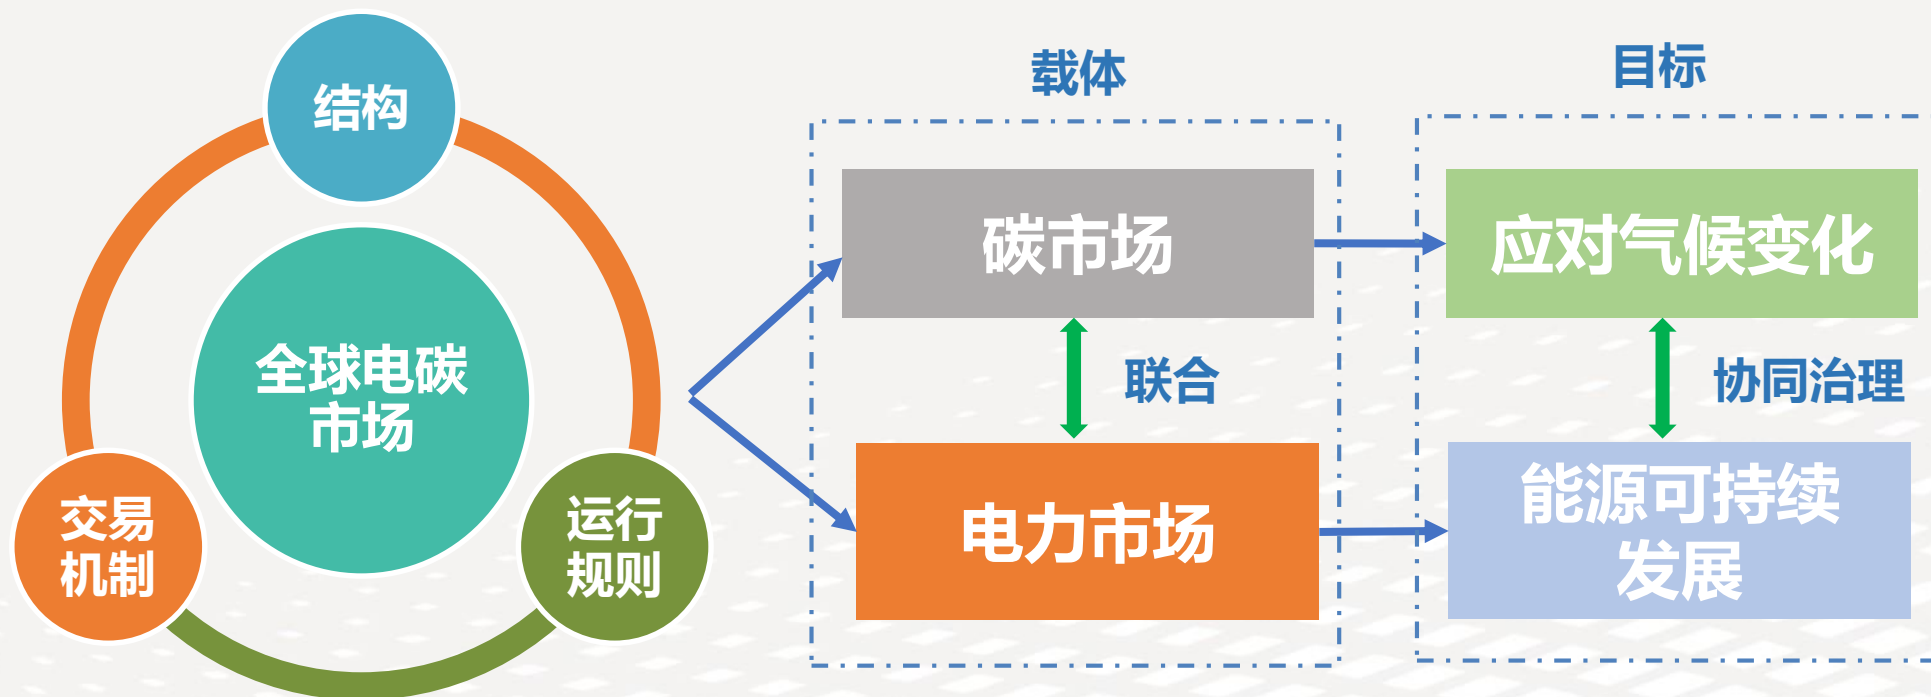 结构
全球电碳
市场
交易
机制
运行
规则
载体
碳市场
联合
电力市场
目标
应对气候变化
协同治理
能源可持续
发展